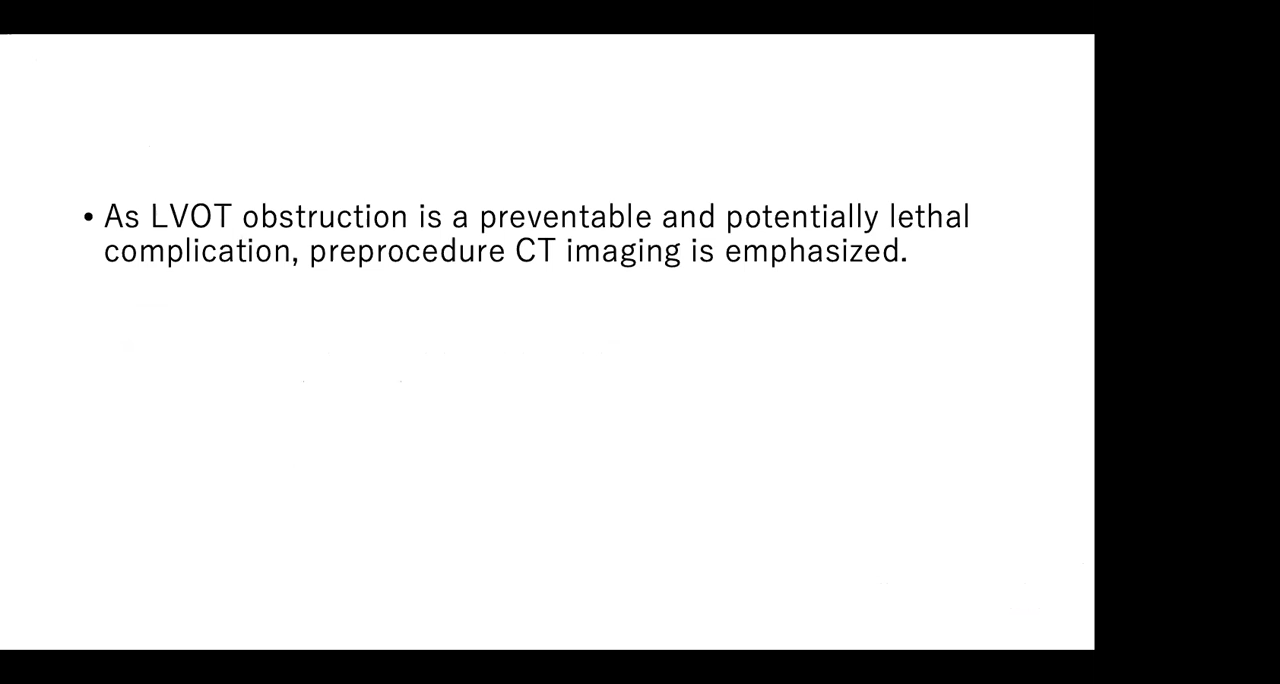 • As LVOT obstruction is a preventable and potentially lethal
complication, preprocedure CT imaging is emphasized.